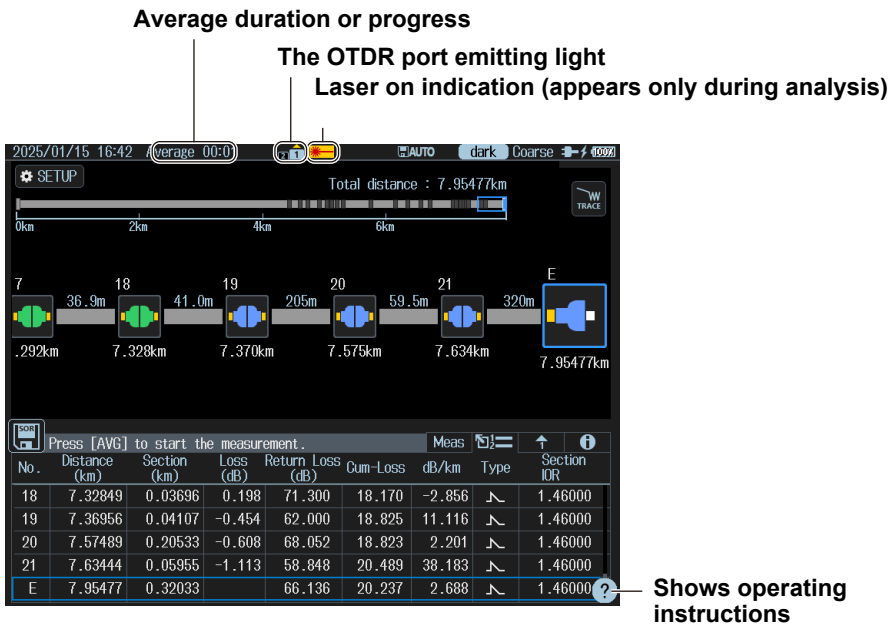 Average duration or progress
The OTDR port emitting light
Laser on indication (appears only during analysis)
2025/01/15 16:42 Average 00:01 2 1 AUTO dark Coarse 100%
SETUP
Total distance : 7.95477km
TRACE
0km 2km 4km 6km
7 18 19 20 21 E
36.9m 41.0m 205m 59.5m 320m
.292km 7.328km 7.370km 7.575km 7.634km 7.95477km
SOR
Press [AVG] to start the measurement. Meas
No. Distance (km) Section (km) Loss (dB) Return Loss (dB) Cum-Loss dB/km Type Section IOR
18 7.32849 0.03696 0.198 71.300 18.170 -2.856 1.46000
19 7.36956 0.04107 -0.454 62.000 18.825 11.116 1.46000
20 7.57489 0.20533 -0.608 68.052 18.823 2.201 1.46000
21 7.63444 0.05955 -1.113 58.848 20.489 38.183 1.46000
E 7.95477 0.32033 66.136 20.237 2.688 1.46000 ?
Shows operating
instructions